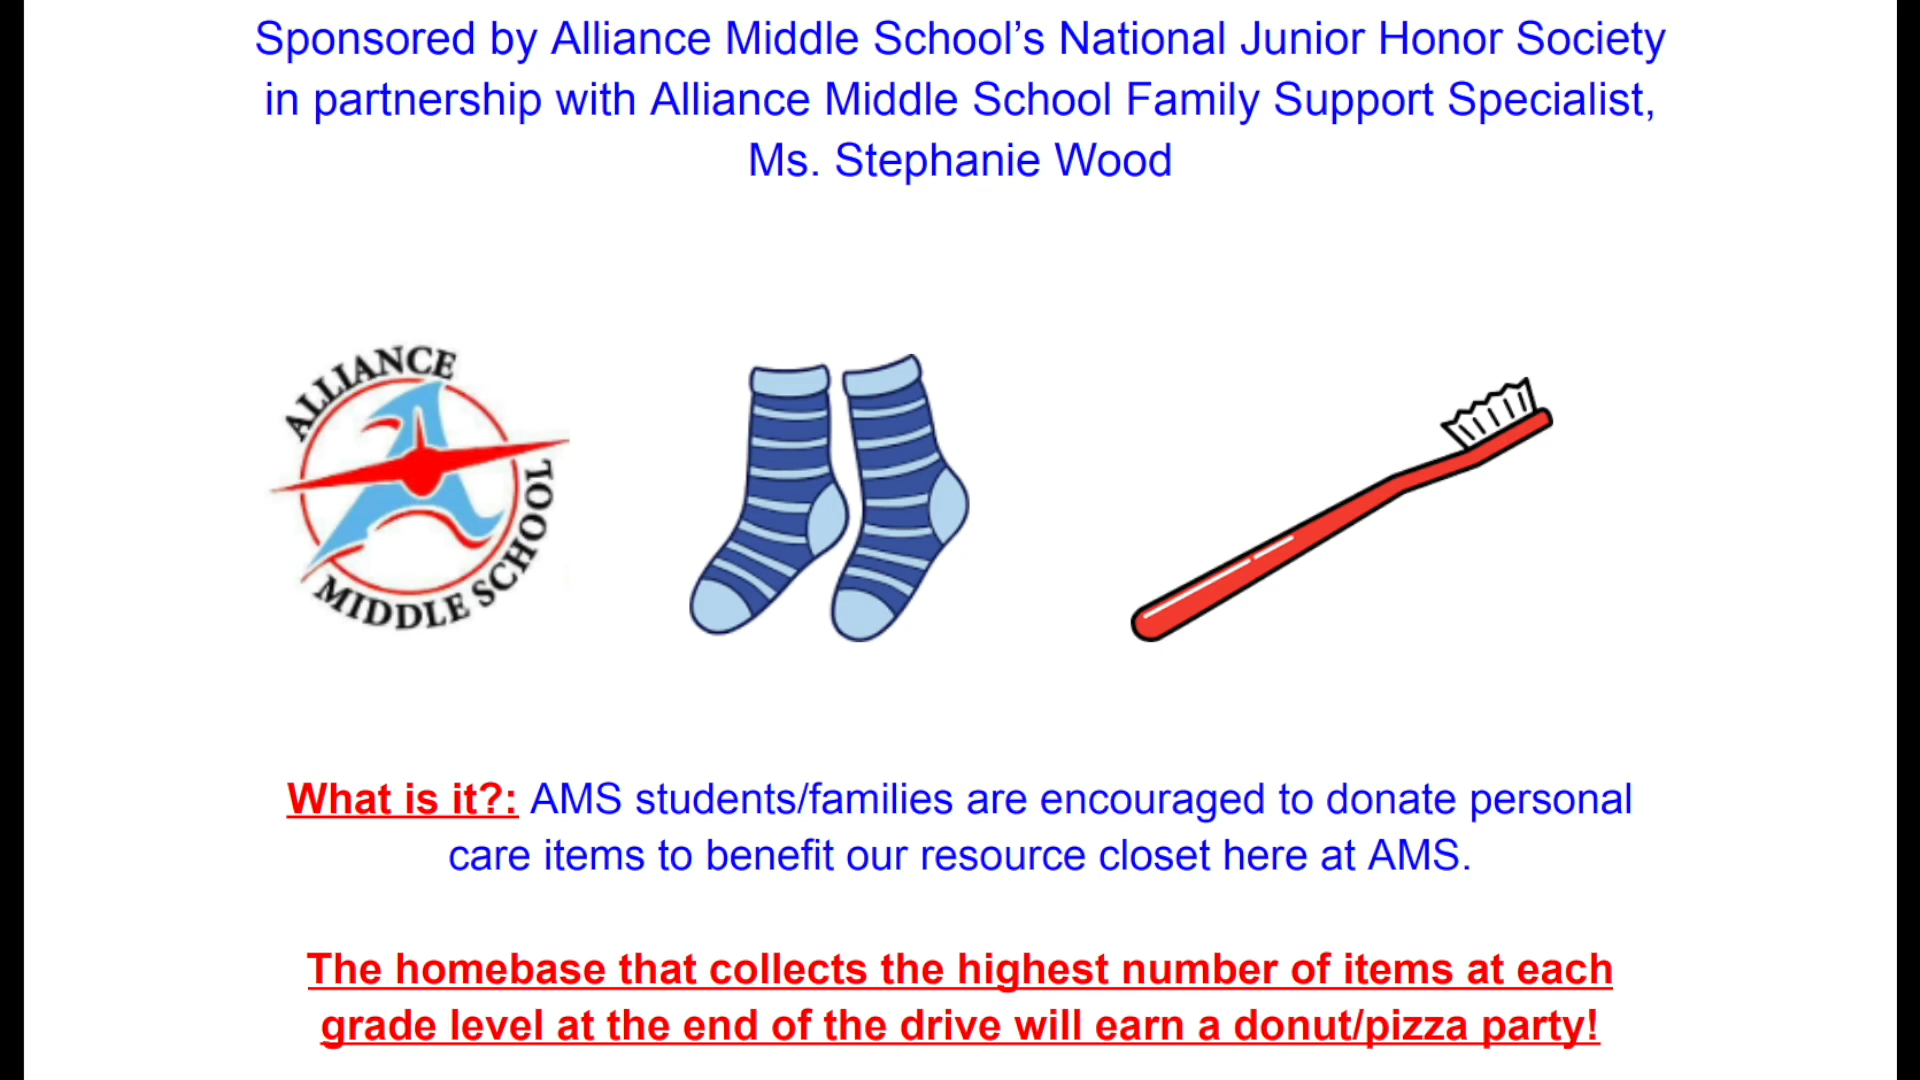 Sponsored by Alliance Middle School’s National Junior Honor Society
in partnership with Alliance Middle School Family Support Specialist,
Ms. Stephanie Wood
ALLIANCE
MIDDLE SCHOOL
What is it?: AMS students/families are encouraged to donate personal
care items to benefit our resource closet here at AMS.
The homebase that collects the highest number of items at each
grade level at the end of the drive will earn a donut/pizza party!